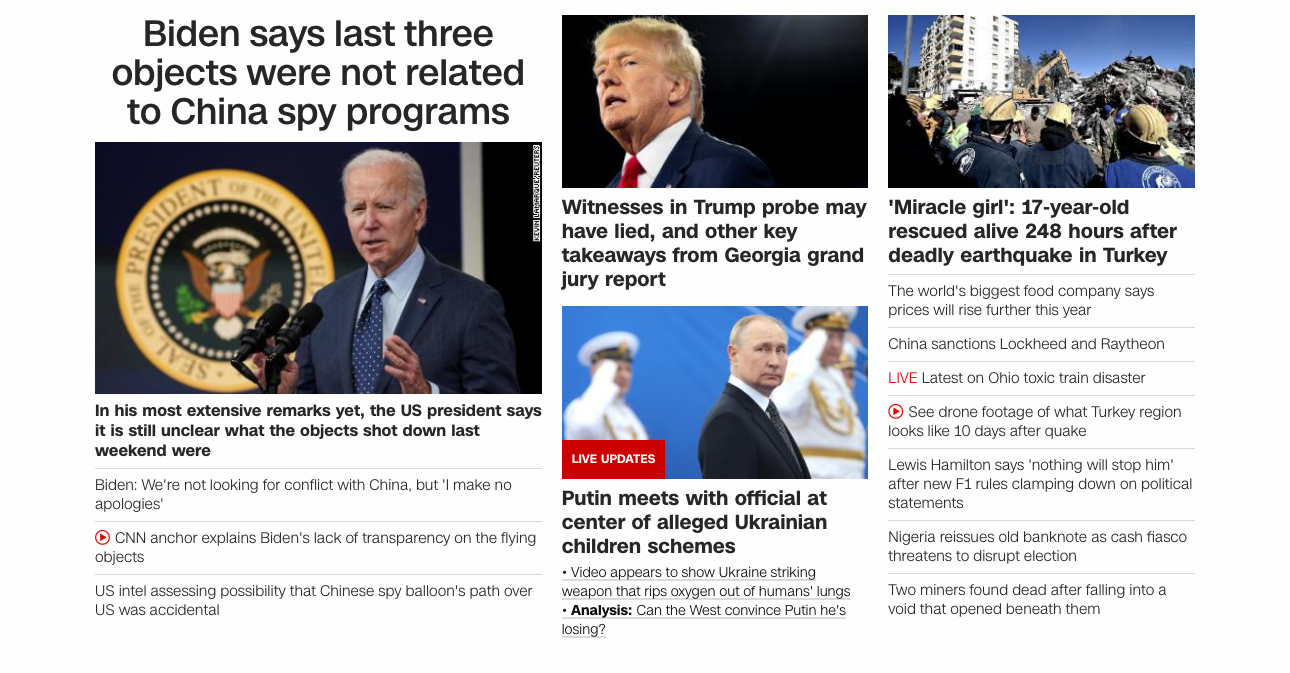 Biden says last three
objects were not related
to China spy programs
SEAL OF THE PRESIDENT OF THE UNITED
KEVIN LAMARQUE/REUTERS
In his most extensive remarks yet, the US president says
it is still unclear what the objects shot down last
weekend were
Biden: We're not looking for conflict with China, but 'I make no
apologies'
CNN anchor explains Biden's lack of transparency on the flying
objects
US intel assessing possibility that Chinese spy balloon's path over
US was accidental
Witnesses in Trump probe may
have lied, and other key
takeaways from Georgia grand
jury report
LIVE UPDATES
Putin meets with official at
center of alleged Ukrainian
children schemes
• Video appears to show Ukraine striking
weapon that rips oxygen out of humans' lungs
• Analysis: Can the West convince Putin he's
losing?
'Miracle girl': 17-year-old
rescued alive 248 hours after
deadly earthquake in Turkey
The world's biggest food company says
prices will rise further this year
China sanctions Lockheed and Raytheon
LIVE Latest on Ohio toxic train disaster
See drone footage of what Turkey region
looks like 10 days after quake
Lewis Hamilton says 'nothing will stop him'
after new F1 rules clamping down on political
statements
Nigeria reissues old banknote as cash fiasco
threatens to disrupt election
Two miners found dead after falling into a
void that opened beneath them